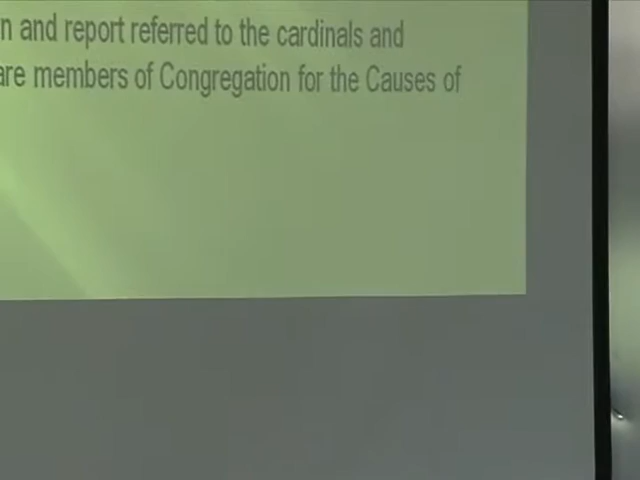 and report referred to the cardinals and
are members of Congregation for the Causes of